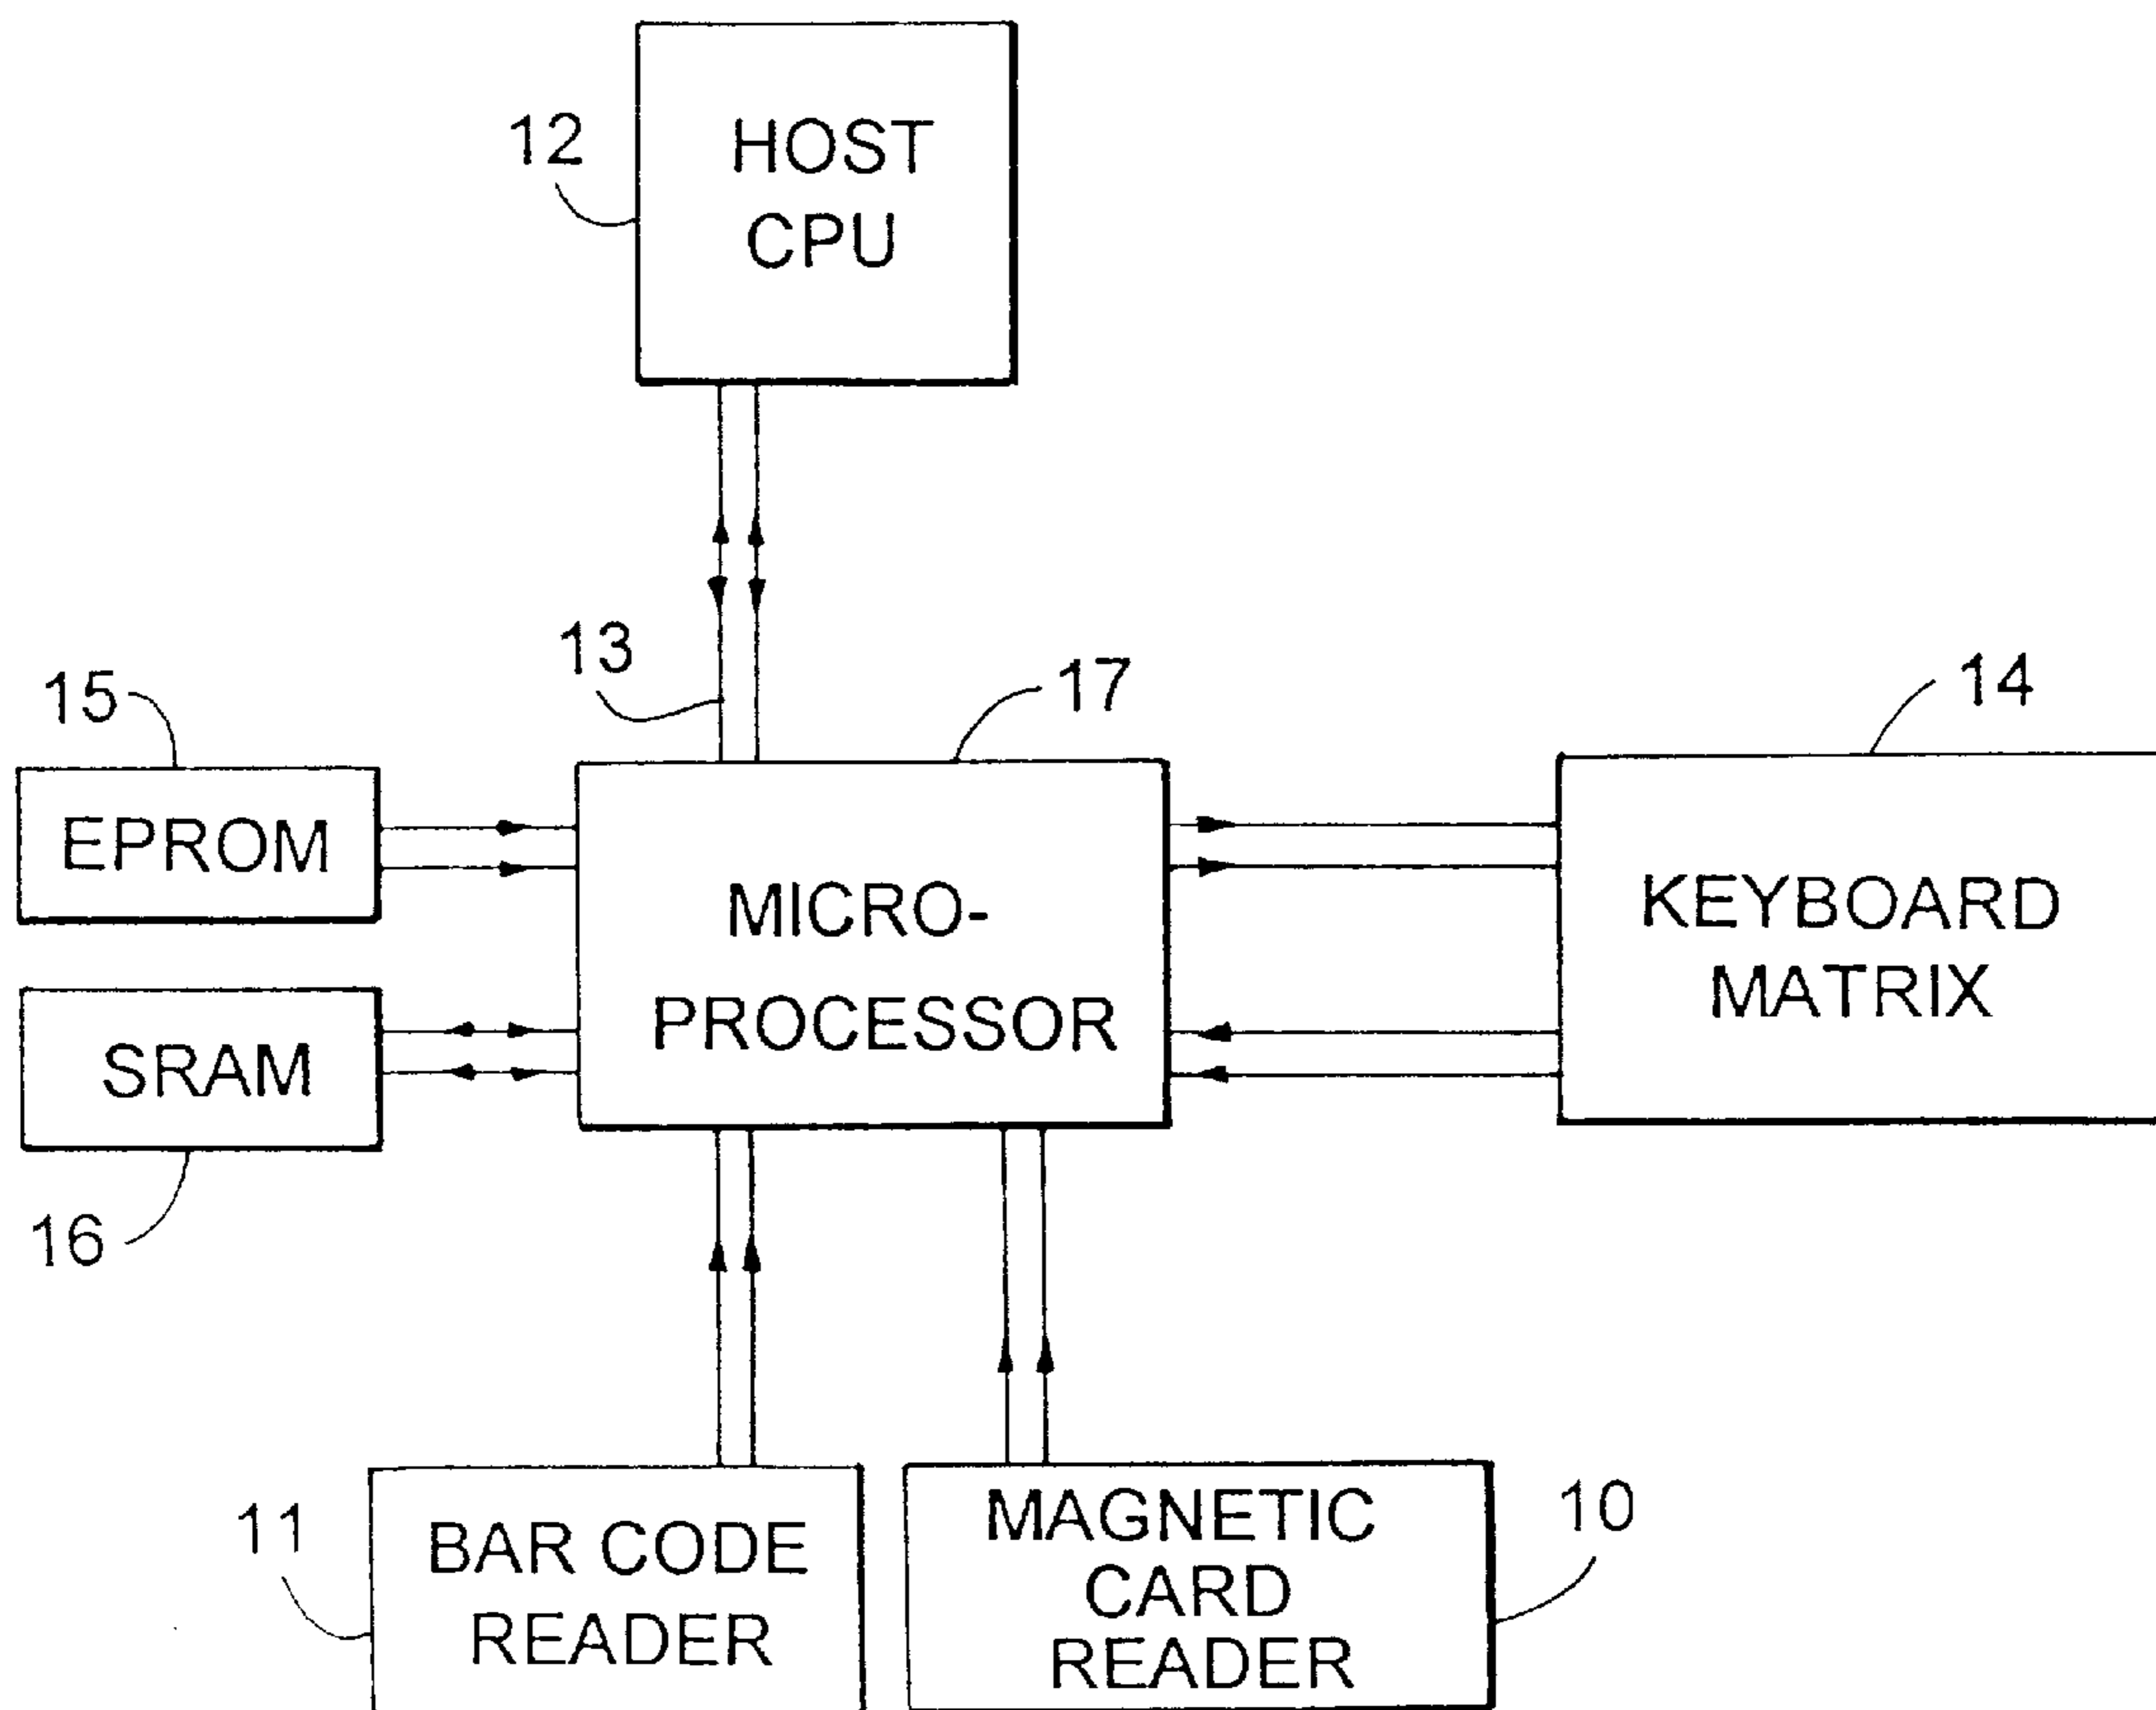 12
HOST
CPU
13
17
14
15
EPROM
MICRO-
PROCESSOR
KEYBOARD
MATRIX
SRAM
16
11
BAR CODE
READER
MAGNETIC
CARD
READER
10